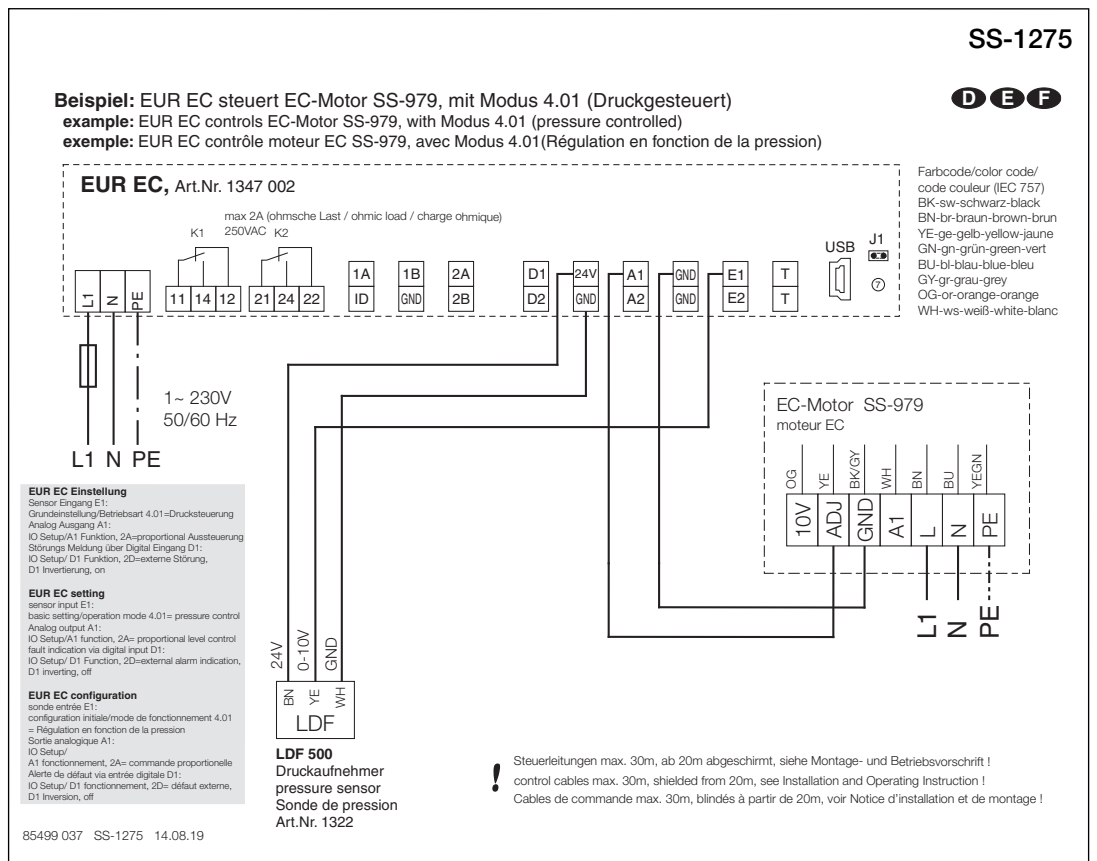 SS-1275
Beispiel: EUR EC steuert EC-Motor SS-979, mit Modus 4.01 (Druckgesteuert)
example: EUR EC controls EC-Motor SS-979, with Modus 4.01 (pressure controlled)
exemple: EUR EC contrôle moteur EC SS-979, avec Modus 4.01(Régulation en fonction de la pression)
D E F
EUR EC, Art.Nr. 1347 002
max 2A (ohmsche Last / ohmic load / charge ohmique)
250VAC
K1 K2
L1 N PE
11 14 12
21 24 22
1A 1B 2A D1 24V A1 GND E1 T
ID GND 2B D2 GND A2 GND E2 T
USB J1
7
Farbcode/color code/
code couleur (IEC 757)
BK-sw-schwarz-black
BN-br-braun-brown-brun
YE-ge-gelb-yellow-jaune
GN-gn-grün-green-vert
BU-bl-blau-blue-bleu
GY-gr-grau-grey
OG-or-orange-orange
WH-ws-weiß-white-blanc
1~ 230V
50/60 Hz
L1 N PE
EC-Motor SS-979
moteur EC
OG YE BK/GY WH BN BU YEGN
10V ADJ GND A1 L N PE
L1 N PE
EUR EC Einstellung
Sensor Eingang E1:
Grundeinstellung/Betriebsart 4.01=Drucksteuerung
Analog Ausgang A1:
IO Setup/A1 Funktion, 2A=proportional Aussteuerung
Störungs Meldung über Digital Eingang D1:
IO Setup/ D1 Funktion, 2D=externe Störung,
D1 Invertierung, on
EUR EC setting
sensor input E1:
basic setting/operation mode 4.01= pressure control
Analog output A1:
IO Setup/A1 function, 2A= proportional level control
fault indication via digital input D1:
IO Setup/ D1 Function, 2D=external alarm indication,
D1 inverting, off
EUR EC configuration
sonde entrée E1:
configuration initiale/mode de fonctionnement 4.01
= Régulation en fonction de la pression
Sortie analogique A1:
IO Setup/
A1 fonctionnement, 2A= commande proportionelle
Alerte de défaut via entrée digitale D1:
IO Setup/ D1 fonctionnement, 2D= défaut externe,
D1 Inversion, off
24V 0-10V GND
BN YE WH
LDF
LDF 500
Druckaufnehmer
pressure sensor
Sonde de pression
Art.Nr. 1322
!
Steuerleitungen max. 30m, ab 20m abgeschirmt, siehe Montage- und Betriebsvorschrift !
control cables max. 30m, shielded from 20m, see Installation and Operating Instruction !
Cables de commande max. 30m, blindés à partir de 20m, voir Notice d'installation et de montage !
85499 037 SS-1275 14.08.19